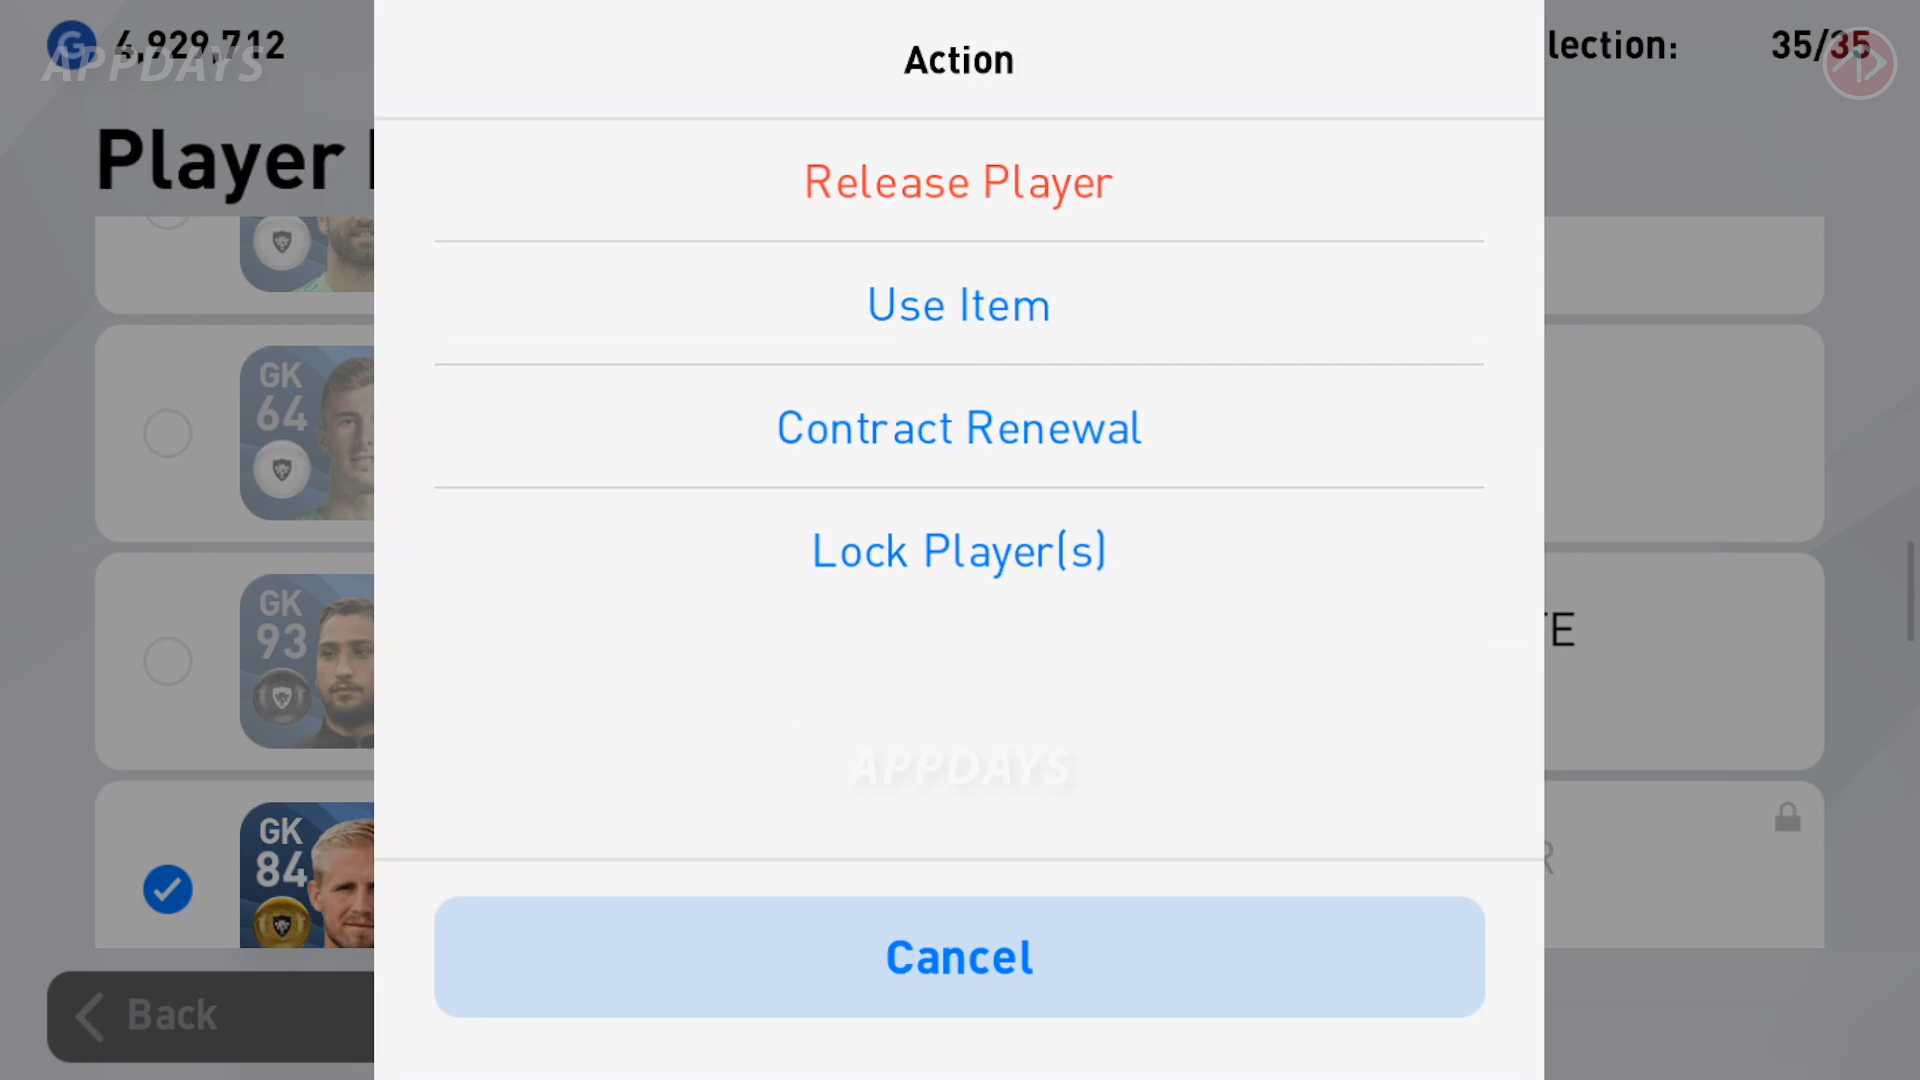 4,929,712
APPDAYS
Action
lection: 35/35
Player
Release Player
Use Item
GK
64
Contract Renewal
Lock Player(s)
GK
93
TE
APPDAYS
GK
84
R
Cancel
Back